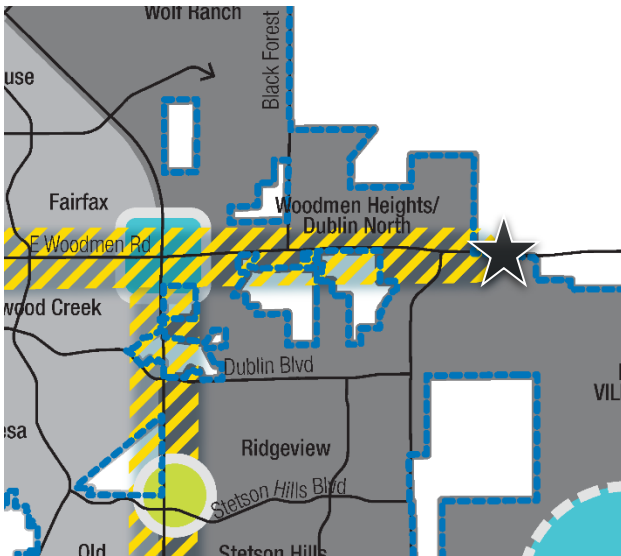 Wolf Ranch
Black Forest
use
Fairfax
Woodmen Heights/
Dublin North
E Woodmen Rd
wood Creek
Dublin Blvd
VIL
esa
Ridgeview
Stetson Hills Blvd
Old
Stetson Hills